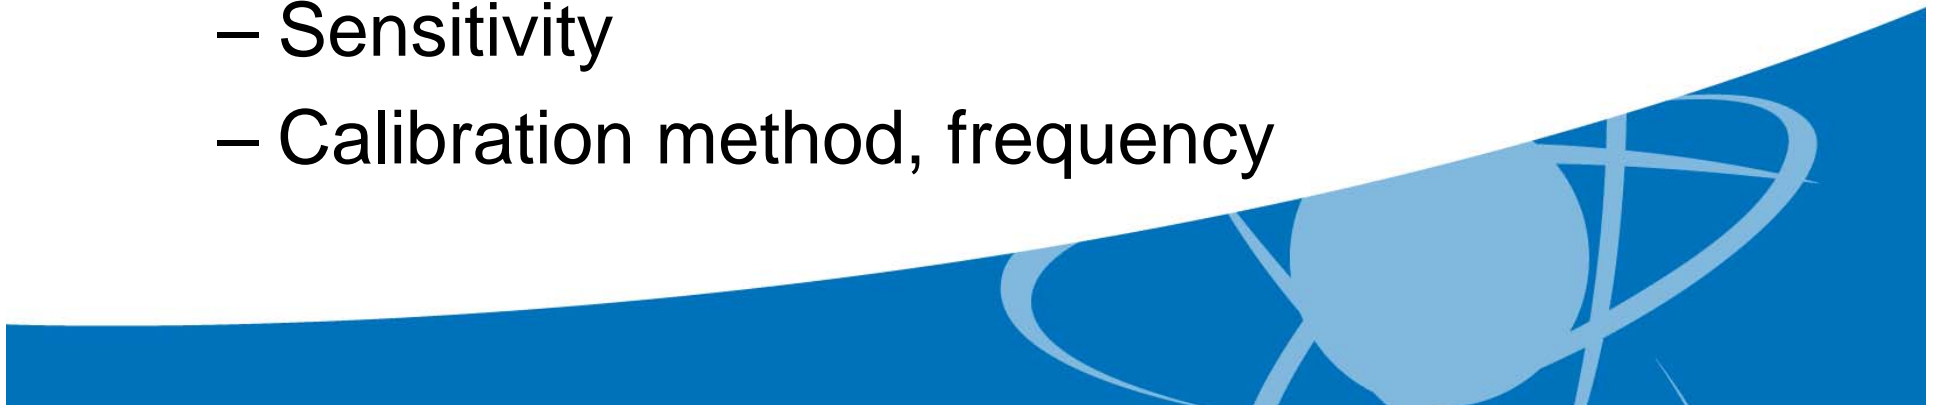 – Sensitivity
– Calibration method, frequency